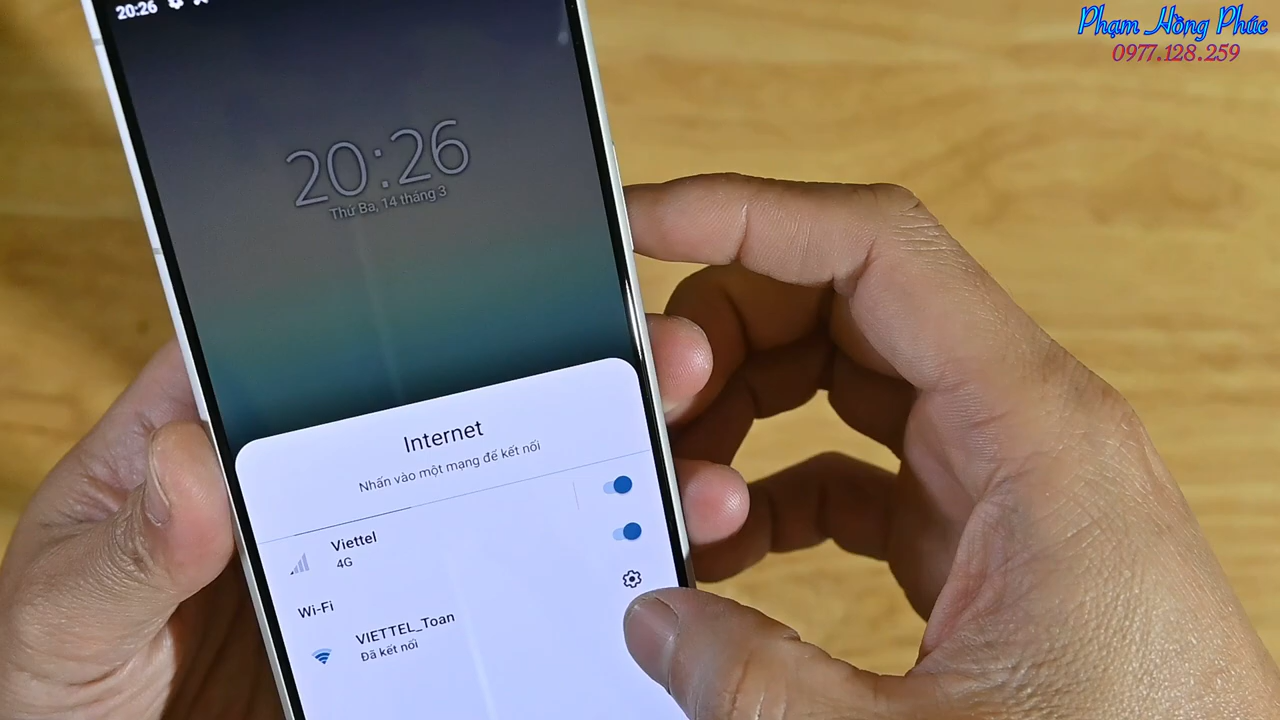 20:26
Phạm Hồng Phúc
0977.128.259
20:26
Thứ Ba, 14 tháng 3
Internet
Nhấn vào một mạng để kết nối
Viettel
4G
Wi-Fi
VIETTEL_Toan
Đã kết nối